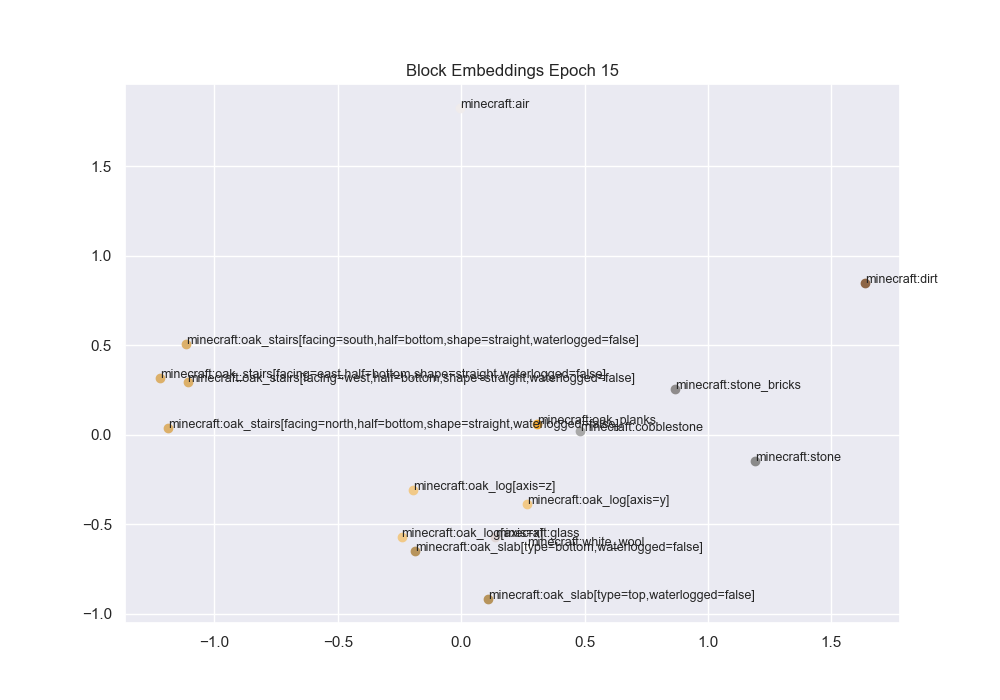 Block Embeddings Epoch 15
minecraft:air
1.5
1.0
minecraft:dirt
0.5
minecraft:oak_stairs[facing=south,half=bottom,shape=straight,waterlogged=false]
minecraft:oak_stairs[facing=east,half=bottom,shape=straight,waterlogged=false]
minecraft:oak_stairs[facing=west,half=bottom,shape=straight,waterlogged=false]
minecraft:stone_bricks
minecraft:oak_stairs[facing=north,half=bottom,shape=straight,waterlogged=false]
minecraft:oak_planks
minecraft:cobblestone
0.0
minecraft:stone
minecraft:oak_log[axis=z]
minecraft:oak_log[axis=y]
−0.5
minecraft:oak_log[axis=x]
minecraft:glass
minecraft:white_wool
minecraft:oak_slab[type=bottom,waterlogged=false]
minecraft:oak_slab[type=top,waterlogged=false]
−1.0
−1.0 −0.5 0.0 0.5 1.0 1.5